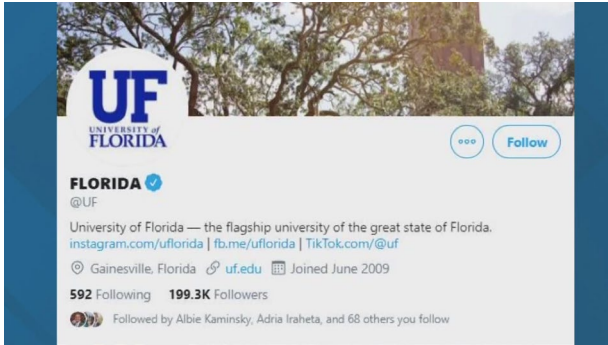 UF
UNIVERSITY of
FLORIDA
Follow
FLORIDA
@UF
University of Florida — the flagship university of the great state of Florida.
instagram.com/uflorida | fb.me/uflorida | TikTok.com/@uf
Gainesville, Florida uf.edu Joined June 2009
592 Following 199.3K Followers
Followed by Albie Kaminsky, Adria Iraheta, and 68 others you follow